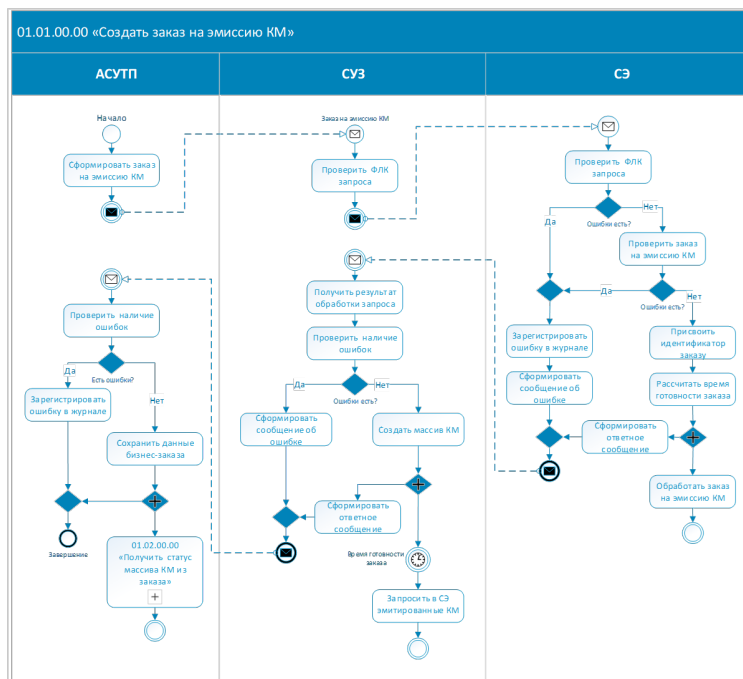 01.01.00.00 «Создать заказ на эмиссию КМ»
АСУТП
СУЗ
СЭ
Начало
Сформировать заказ
на эмиссию КМ
Проверить наличие
ошибок
Да
Есть ошибки?
Нет
Зарегистрировать
ошибку в журнале
Сохранить данные
бизнес-заказа
Завершение
01.02.00.00
«Получить статус
массива КМ из
заказа»
Заказ на эмиссию КМ
Проверить ФЛК
запроса
Получить результат
обработки запроса
Проверить наличие
ошибок
Да
Нет
Ошибки есть?
Сформировать
сообщение об
ошибке
Создать массив КМ
Сформировать
ответное
сообщение
Время готовности
заказа
Запросить в СЭ
эмитированные КМ
Проверить ФЛК
запроса
Да
Нет
Ошибки есть?
Проверить заказ
на эмиссию КМ
Да
Ошибки есть?
Нет
Зарегистрировать
ошибку в журнале
Присвоить
идентификатор
заказу
Сформировать
сообщение об
ошибке
Рассчитать время
готовности заказа
Сформировать
ответное
сообщение
Обработать заказ
на эмиссию КМ